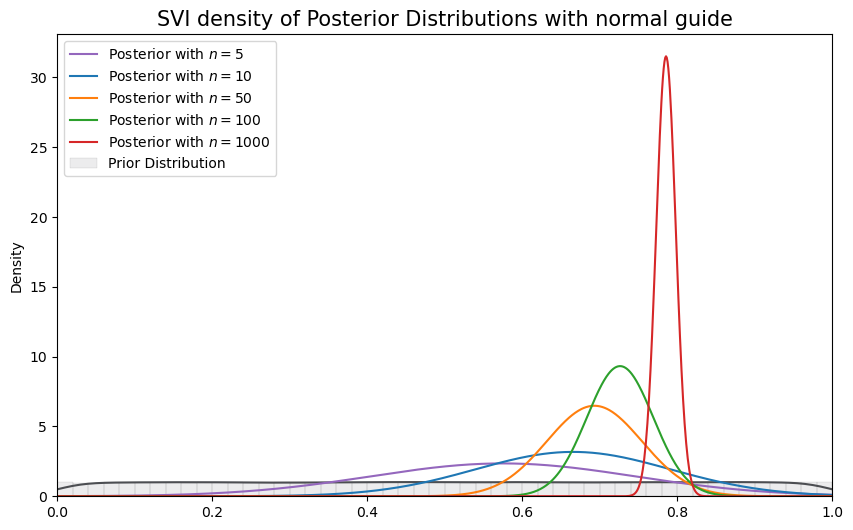 SVI density of Posterior Distributions with normal guide
Posterior with n = 5
Posterior with n = 10
Posterior with n = 50
Posterior with n = 100
Posterior with n = 1000
Prior Distribution
Density
30
25
20
15
10
5
0
0.0 0.2 0.4 0.6 0.8 1.0